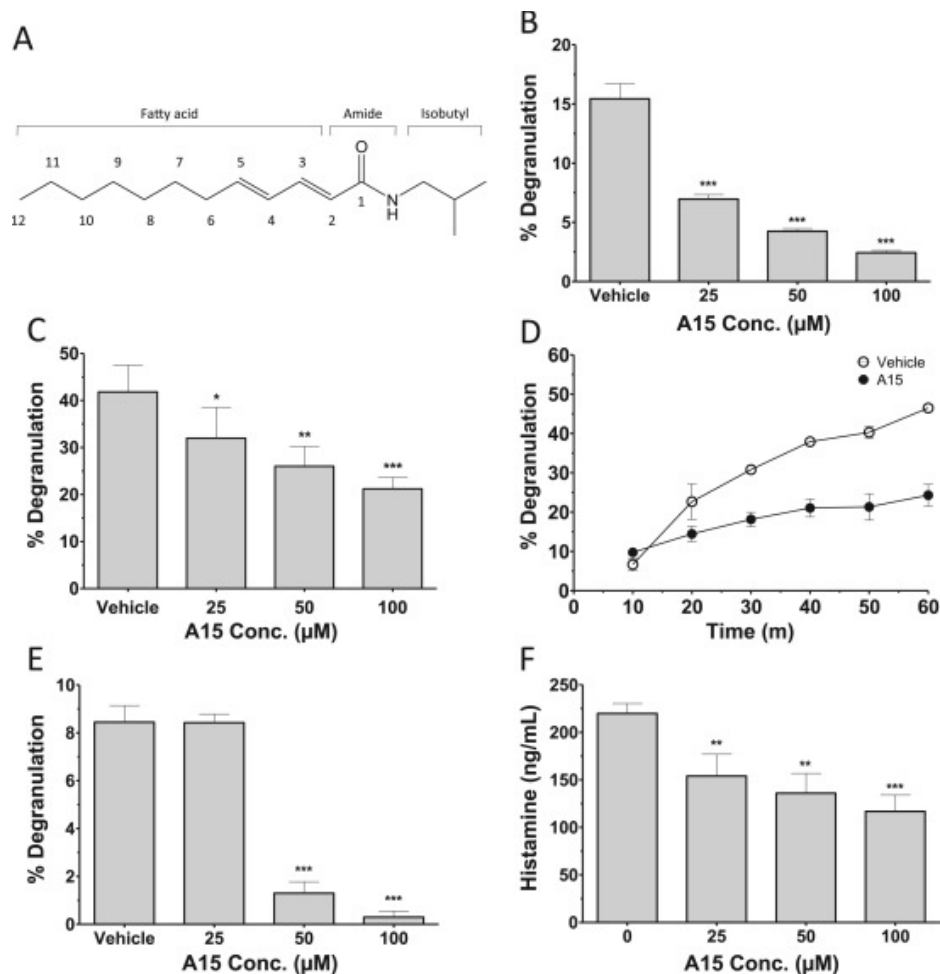 A
Fatty acid Amide Isobutyl
O
11 9 7 5 3
1
12 10 8 6 4 2
N
H
B
% Degranulation
20
15
10
5
0
*** *** ***
Vehicle 25 50 100
A15 Conc. (µM)
C
% Degranulation
50
40
30
20
10
0
* ** ***
Vehicle 25 50 100
A15 Conc. (µM)
D
% Degranulation
60
50
40
30
20
10
0
Vehicle
A15
0 10 20 30 40 50 60
Time (m)
E
% Degranulation
10
8
6
4
2
0
*** ***
Vehicle 25 50 100
A15 Conc. (µM)
F
Histamine (ng/mL)
250
200
150
100
50
0
** ** ***
0 25 50 100
A15 Conc. (µM)